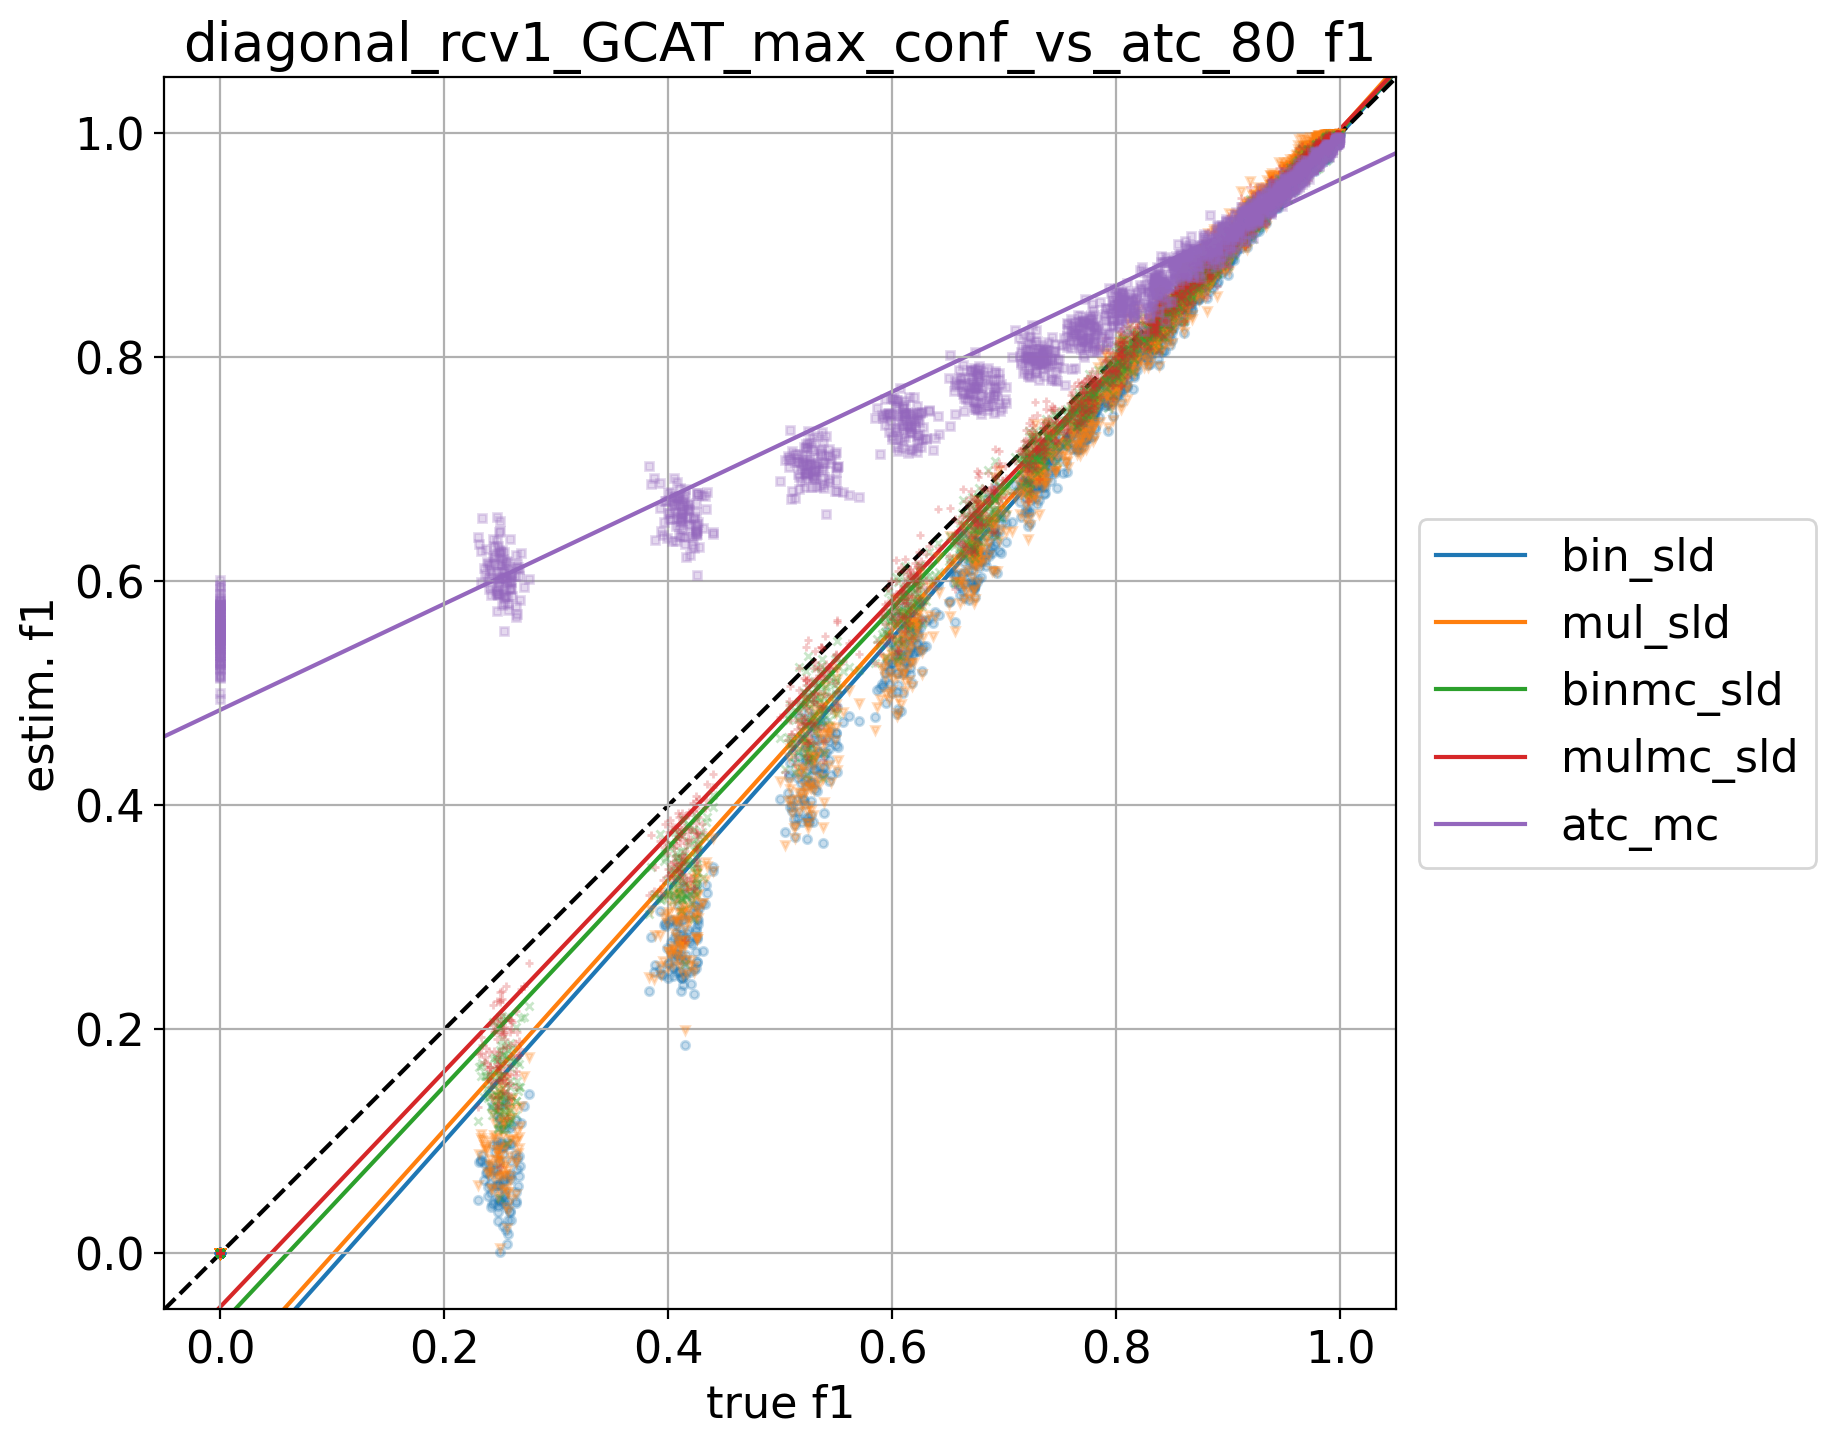 diagonal_rcv1_GCAT_max_conf_vs_atc_80_f1
1.0
0.8
0.6
0.4
0.2
0.0
estim. f1
0.0 0.2 0.4 0.6 0.8 1.0
true f1
bin_sld
mul_sld
binmc_sld
mulmc_sld
atc_mc